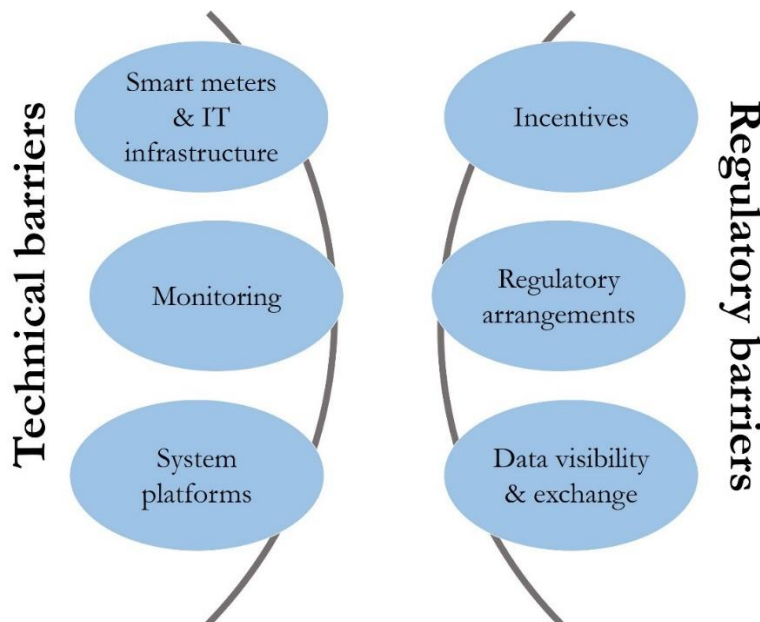 Technical barriers
Smart meters
& IT
infrastructure
Monitoring
System
platforms
Incentives
Regulatory
arrangements
Data visibility
& exchange
Regulatory barriers